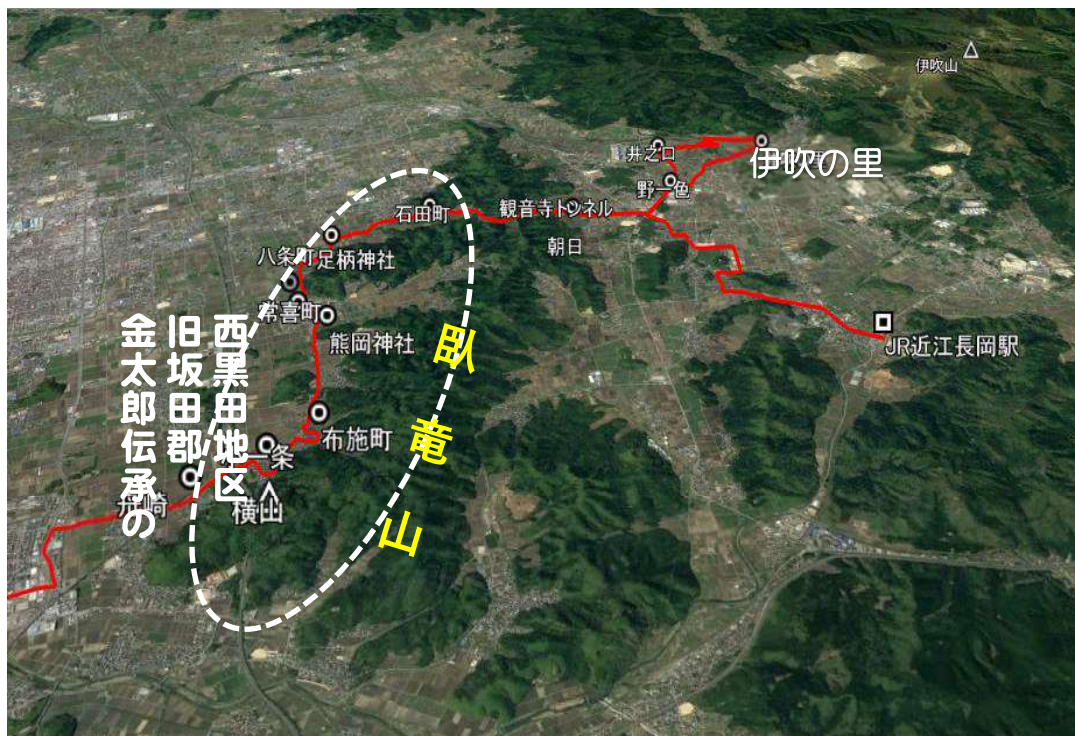 伊吹山
井之口
伊吹の里
野一色
石田町
観音寺トンネル
八条町
足柄神社
朝日
常喜町
熊岡神社
JR近江長岡駅
金太郎伝承の
旧坂田郡
西黒田地区
臥竜山
布施町
一条
横山